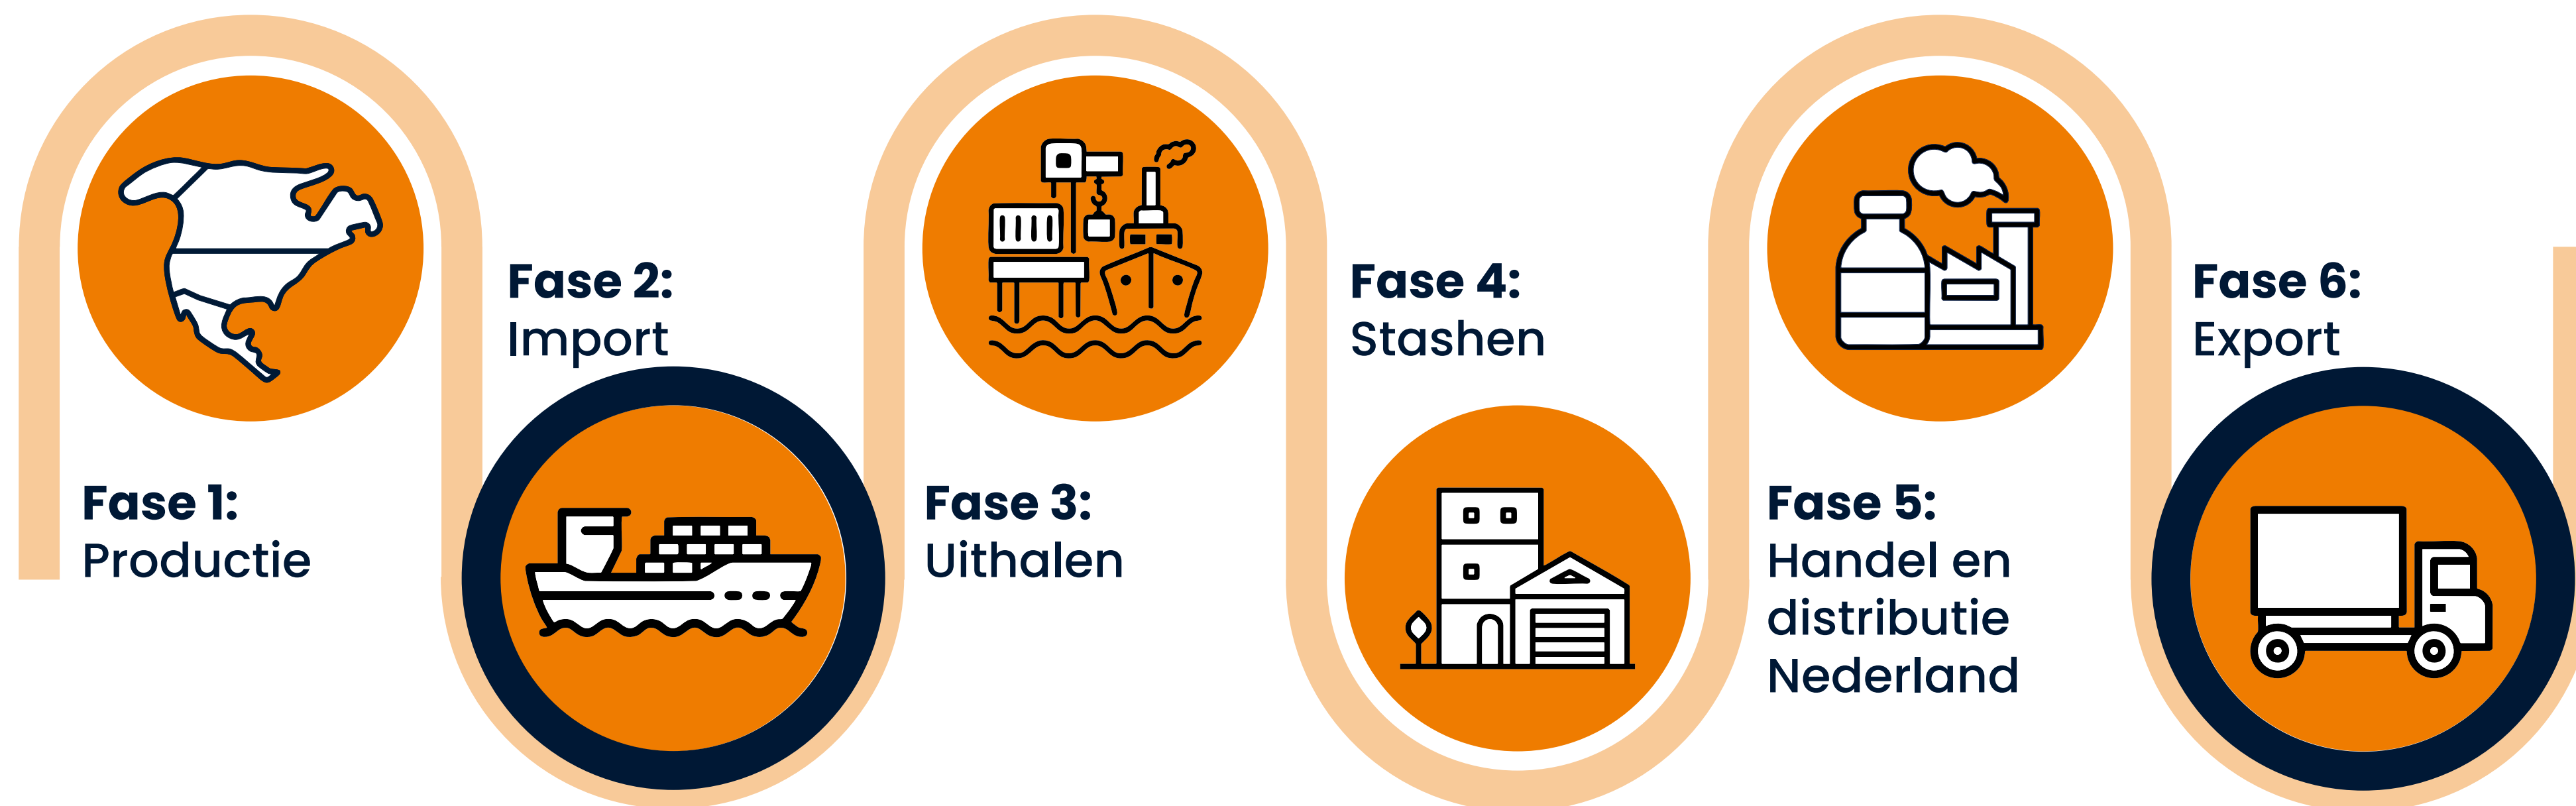 Fase 1:
Productie
Fase 2:
Import
Fase 3:
Uithalen
Fase 4:
Stashen
Fase 5:
Handel en
distributie
Nederland
Fase 6:
Export